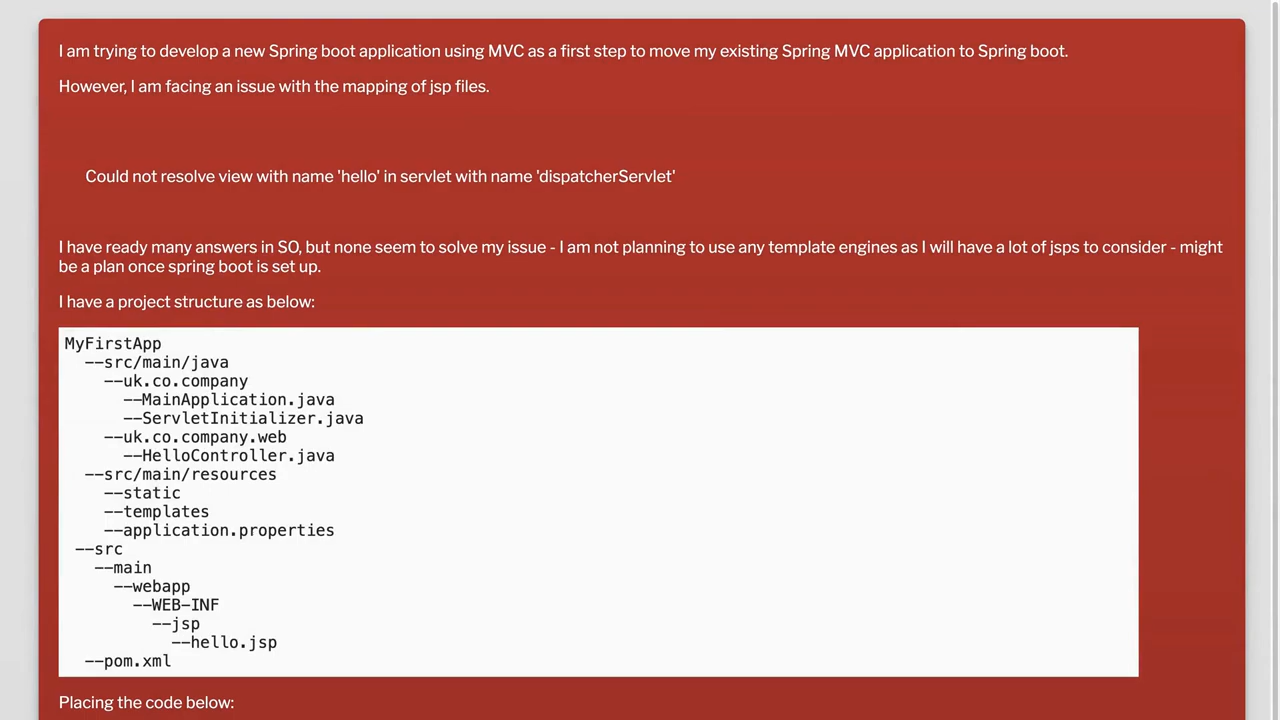 I am trying to develop a new Spring boot application using MVC as a first step to move my existing Spring MVC application to Spring boot.
However, I am facing an issue with the mapping of jsp files.
Could not resolve view with name 'hello' in servlet with name 'dispatcherServlet'
I have ready many answers in SO, but none seem to solve my issue - I am not planning to use any template engines as I will have a lot of jsps to consider - might
be a plan once spring boot is set up.
I have a project structure as below:
MyFirstApp
  --src/main/java
    --uk.co.company
      --MainApplication.java
      --ServletInitializer.java
    --uk.co.company.web
      --HelloController.java
  --src/main/resources
    --static
    --templates
    --application.properties
 --src
   --main
     --webapp
       --WEB-INF
         --jsp
           --hello.jsp
  --pom.xml
Placing the code below: